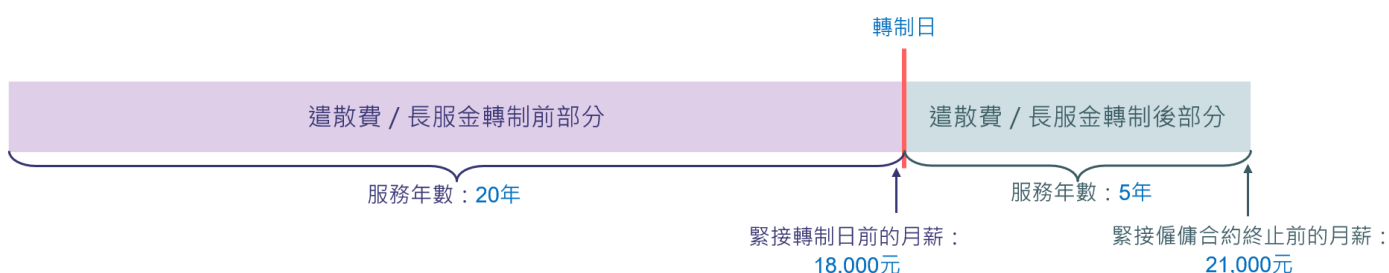 轉制日
遣散費 / 長服金轉制前部分
遣散費 / 長服金轉制後部分
服務年數：20年
服務年數：5年
緊接轉制日前的月薪：
18,000元
緊接僱傭合約終止前的月薪：
21,000元